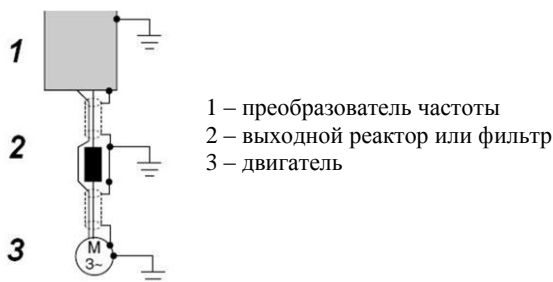 1
1 – преобразователь частоты
2 – выходной реактор или фильтр
3 – двигатель
2
3
M
3~